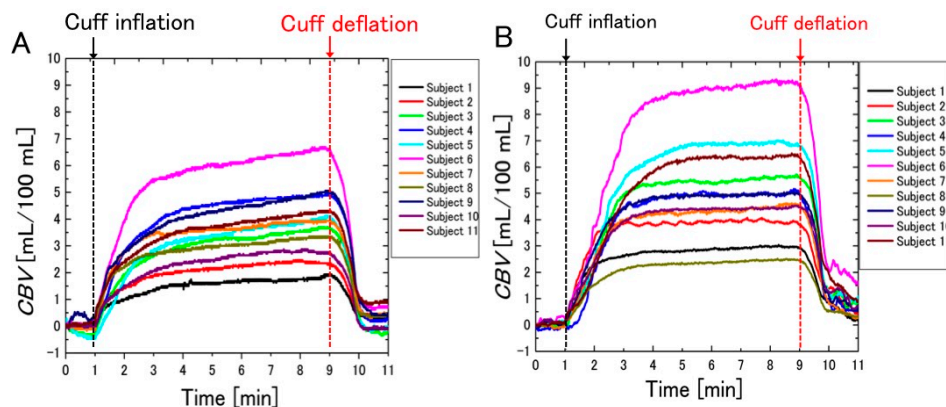 A
Cuff inflation
Cuff deflation
CBV [mL/100 mL]
10
9
8
7
6
5
4
3
2
1
0
-1
0 1 2 3 4 5 6 7 8 9 10 11
Time [min]
Subject 1
Subject 2
Subject 3
Subject 4
Subject 5
Subject 6
Subject 7
Subject 8
Subject 9
Subject 10
Subject 11
B
Cuff inflation
Cuff deflation
CBV [mL/100 mL]
10
9
8
7
6
5
4
3
2
1
0
-1
0 1 2 3 4 5 6 7 8 9 10 11
Time [min]
Subject 1
Subject 2
Subject 3
Subject 4
Subject 5
Subject 6
Subject 7
Subject 8
Subject 9
Subject 1
Subject 1